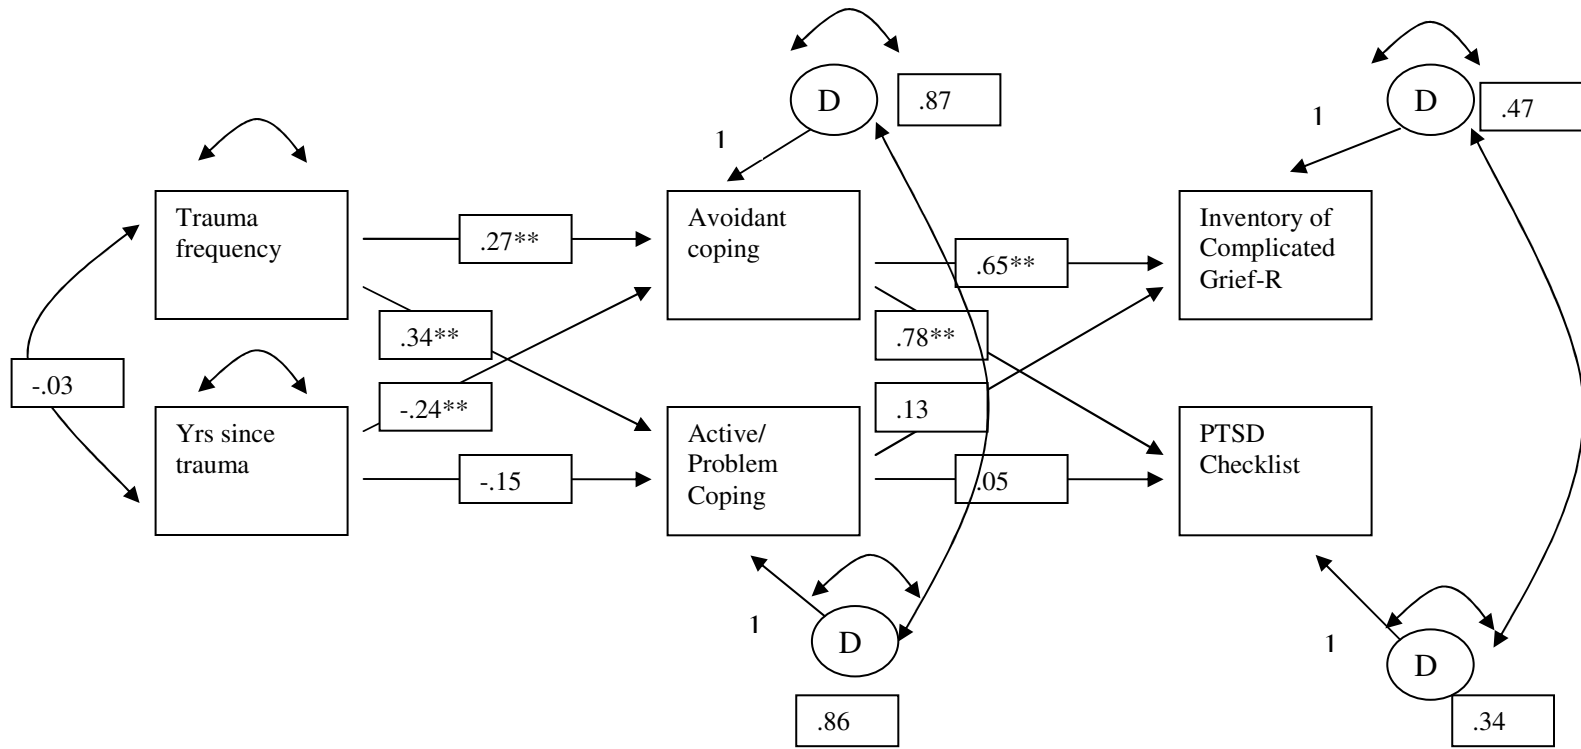 D
.87
D
.47
1
1
Trauma
frequency
.27**
Avoidant
coping
.65**
Inventory of
Complicated
Grief-R
.34**
.78**
-.03
-.24**
.13
Yrs since
trauma
-.15
Active/
Problem
Coping
.05
PTSD
Checklist
1
D
1
D
.86
.34